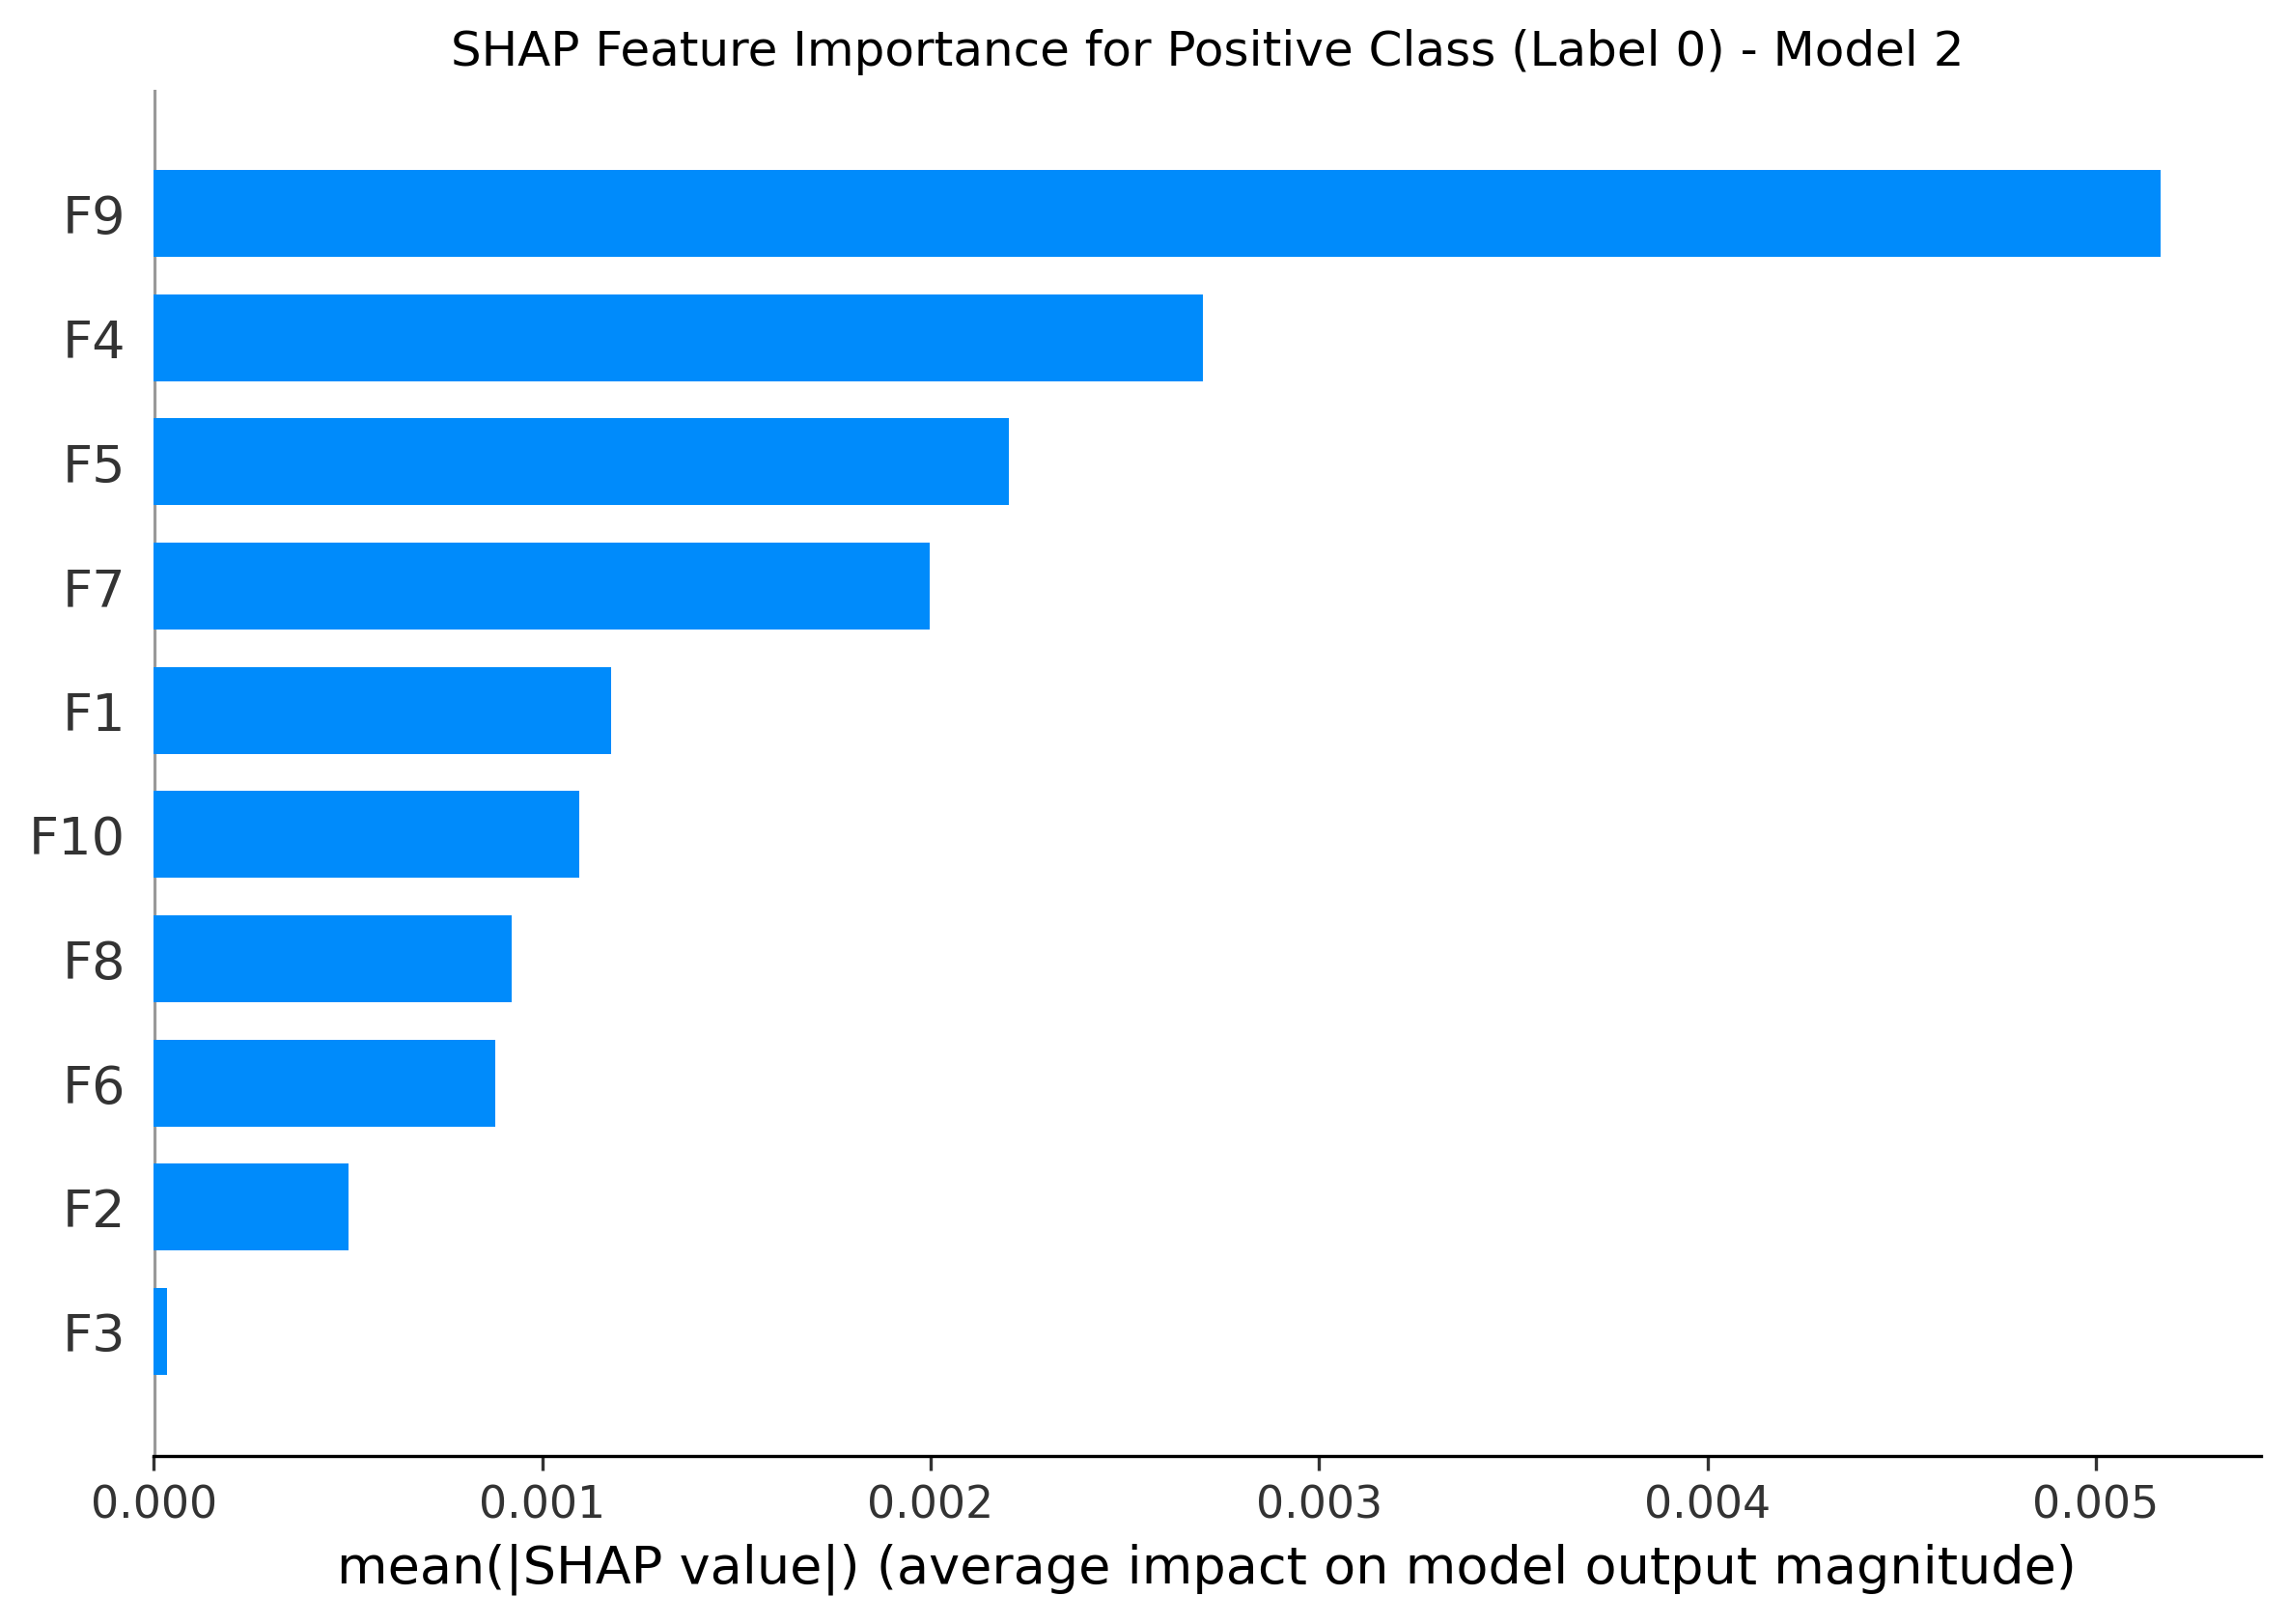 SHAP Feature Importance for Positive Class (Label 0) - Model 2
F9
F4
F5
F7
F1
F10
F8
F6
F2
F3
0.000 0.001 0.002 0.003 0.004 0.005
mean(|SHAP value|) (average impact on model output magnitude)